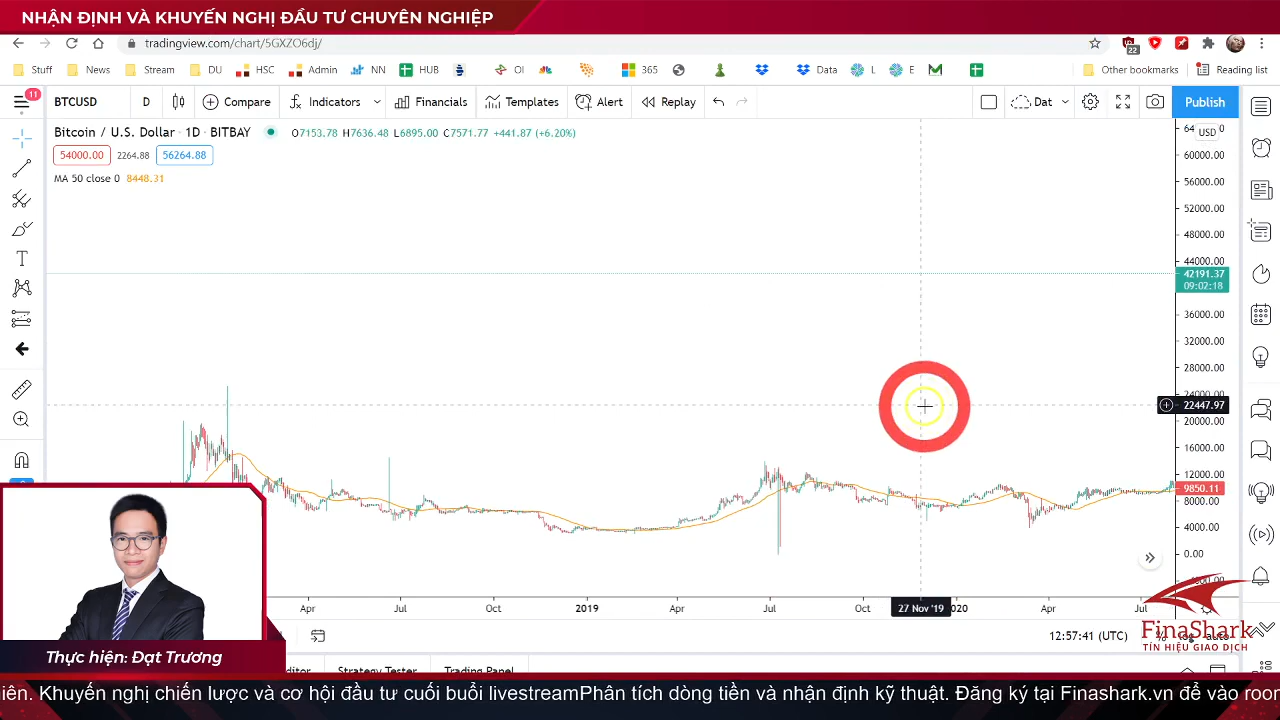 NHẬN ĐỊNH VÀ KHUYẾN NGHỊ ĐẦU TƯ CHUYÊN NGHIỆP
tradingview.com/chart/5GXZO6dj/
22
Stuff News Stream DU HSC Admin NN HUB OI 365 Data L E Other bookmarks Reading list
11
BTCUSD D Compare Indicators Financials Templates Alert Replay Dat Publish
Bitcoin / U.S. Dollar 1D BITBAY O7153.78 H7636.48 L6895.00 C7571.77 +441.87 (+6.20%)
USD
54000.00 2264.88 56264.88
MA 50 close 0 8448.31
60000.00
56000.00
52000.00
48000.00
44000.00
42191.37
09:02:18
36000.00
32000.00
28000.00
24000.00
22447.97
20000.00
16000.00
12000.00
9850.11
8000.00
4000.00
0.00
Apr Jul Oct 2019 Apr Jul Oct 27 Nov '19 Apr Jul
12:57:41 (UTC) %
FinaShark
TÍN HIỆU GIAO DỊCH
Thực hiện: Đạt Trương
Strategy Tester Trading Panel
iên. Khuyến nghị chiến lược và cơ hội đầu tư cuối buổi livestreamPhân tích dòng tiền và nhận định kỹ thuật. Đăng ký tại Finashark.vn để vào room